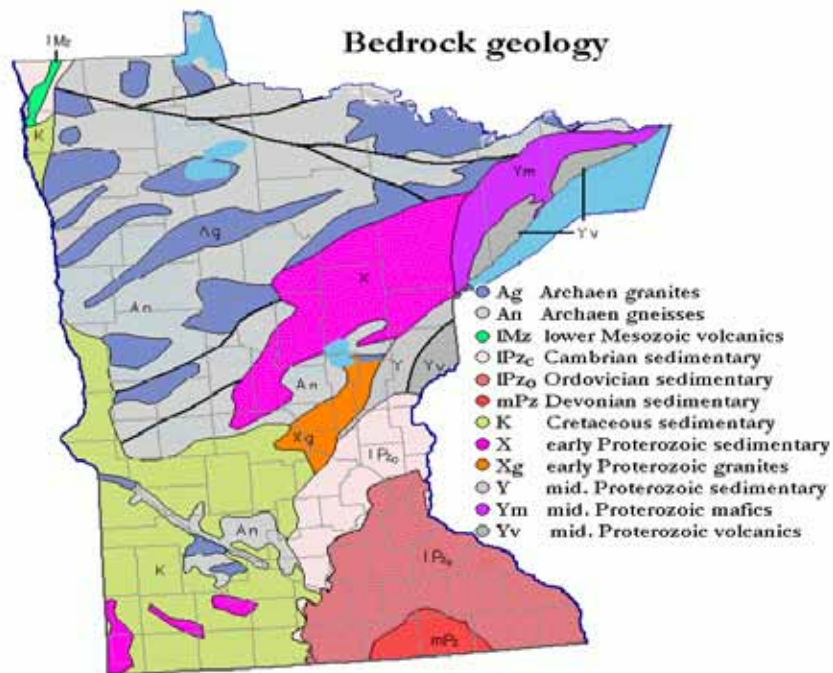 Bedrock geology
lMz
K
Ym
Ag
Yv
X
An
Y
Yv
An
Xg
lPzo
An
K
lPzo
mPz
Ag Archaen granites
An Archaen gneisses
lMz lower Mesozoic volcanics
lPzc Cambrian sedimentary
lPzo Ordovician sedimentary
mPz Devonian sedimentary
K Cretaceous sedimentary
X early Proterozoic sedimentary
Xg early Proterozoic granites
Y mid. Proterozoic sedimentary
Ym mid. Proterozoic mafics
Yv mid. Proterozoic volcanics